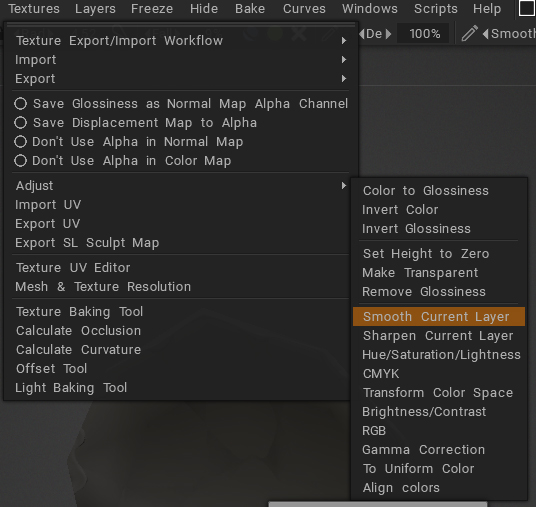 Textures Layers Freeze Hide Bake Curves Windows Scripts Help
De 100% Smooth
Texture Export/Import Workflow
Import
Export
Save Glossiness as Normal Map Alpha Channel
Save Displacement Map to Alpha
Don't Use Alpha in Normal Map
Don't Use Alpha in Color Map
Adjust
Import UV
Export UV
Export SL Sculpt Map
Texture UV Editor
Mesh & Texture Resolution
Texture Baking Tool
Calculate Occlusion
Calculate Curvature
Offset Tool
Light Baking Tool
Color to Glossiness
Invert Color
Invert Glossiness
Set Height to Zero
Make Transparent
Remove Glossiness
Smooth Current Layer
Sharpen Current Layer
Hue/Saturation/Lightness
CMYK
Transform Color Space
Brightness/Contrast
RGB
Gamma Correction
To Uniform Color
Align colors